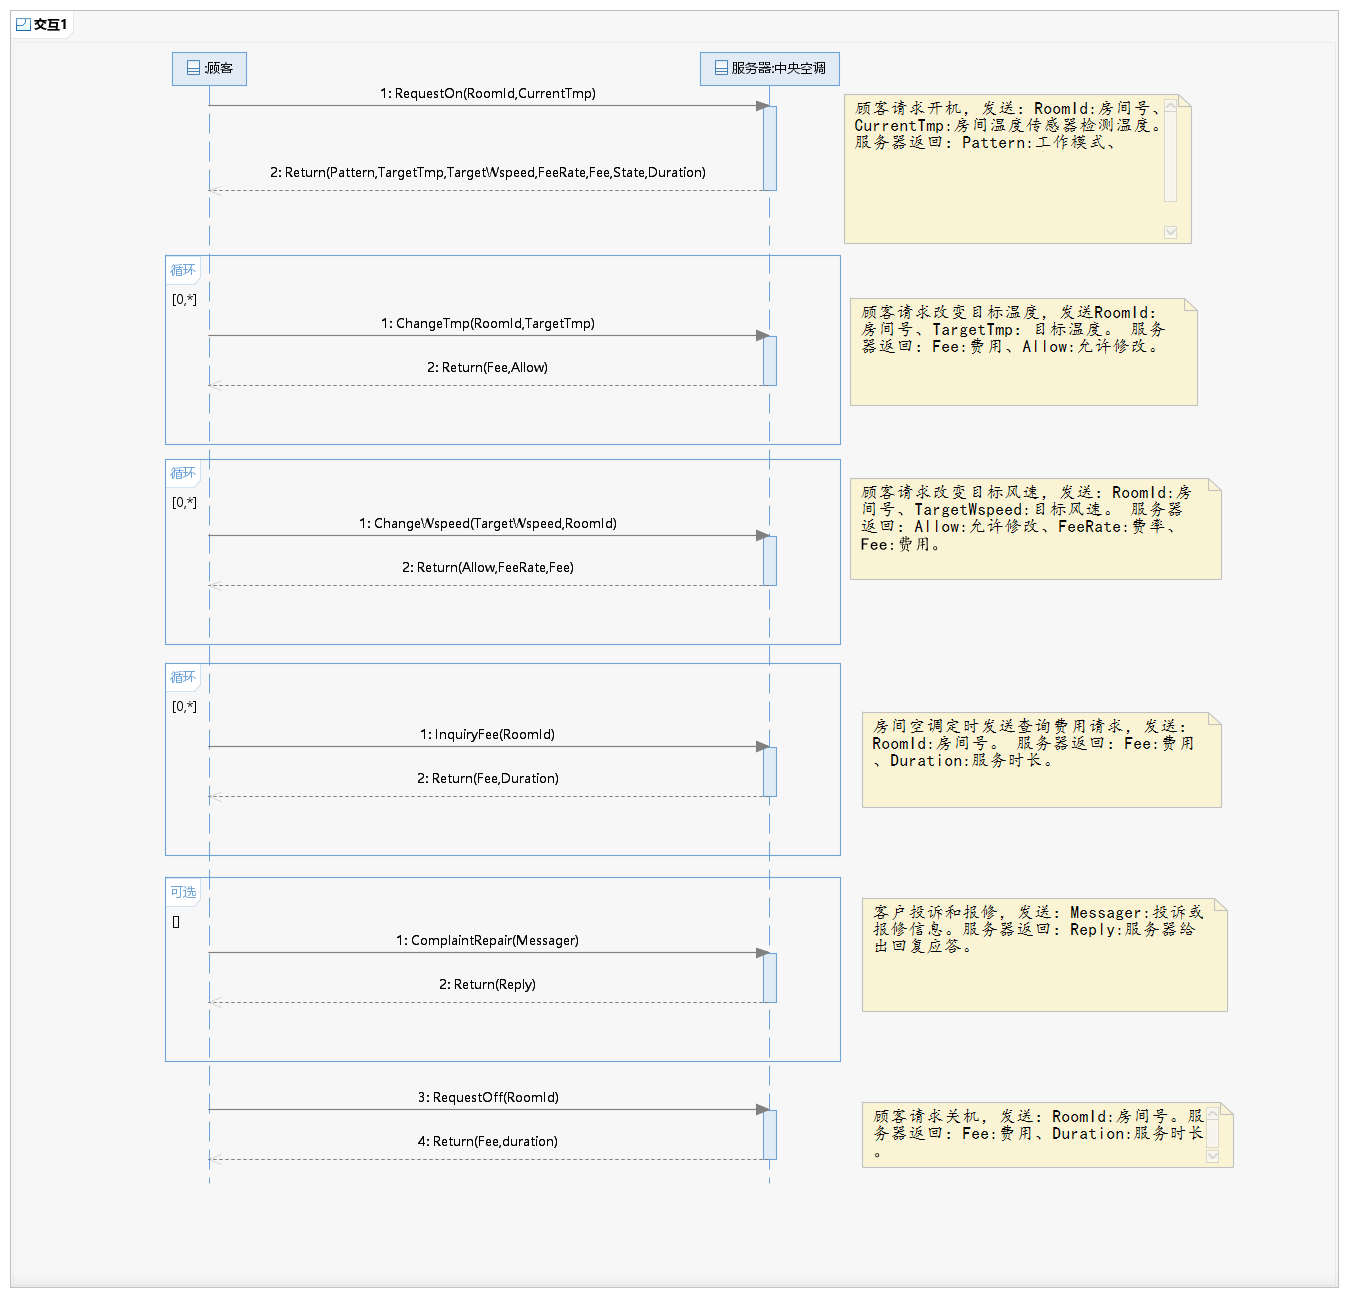 交互1
:顾客
服务器:中央空调
1: RequestOn(RoomId,CurrentTmp)
顾客请求开机，发送：RoomId:房间号、
CurrentTmp:房间温度传感器检测温度。
服务器返回：Pattern:工作模式、
2: Return(Pattern,TargetTmp,TargetWspeed,FeeRate,Fee,State,Duration)
循环
[0,*]
1: ChangeTmp(RoomId,TargetTmp)
2: Return(Fee,Allow)
顾客请求改变目标温度，发送RoomId:
房间号、TargetTmp: 目标温度。 服务
器返回：Fee:费用、Allow:允许修改。
循环
[0,*]
1: ChangeWspeed(TargetWspeed,RoomId)
2: Return(Allow,FeeRate,Fee)
顾客请求改变目标风速，发送：RoomId:房
间号、TargetWspeed:目标风速。 服务器
返回：Allow:允许修改、FeeRate:费率、
Fee:费用。
循环
[0,*]
1: InquiryFee(RoomId)
2: Return(Fee,Duration)
房间空调定时发送查询费用请求，发送：
RoomId:房间号。 服务器返回：Fee:费用
、Duration:服务时长。
可选
[]
1: ComplaintRepair(Messager)
2: Return(Reply)
客户投诉和报修，发送：Messager:投诉或
报修信息。服务器返回：Reply:服务器给
出回复应答。
3: RequestOff(RoomId)
4: Return(Fee,duration)
顾客请求关机，发送：RoomId:房间号。服
务器返回：Fee:费用、Duration:服务时长
。